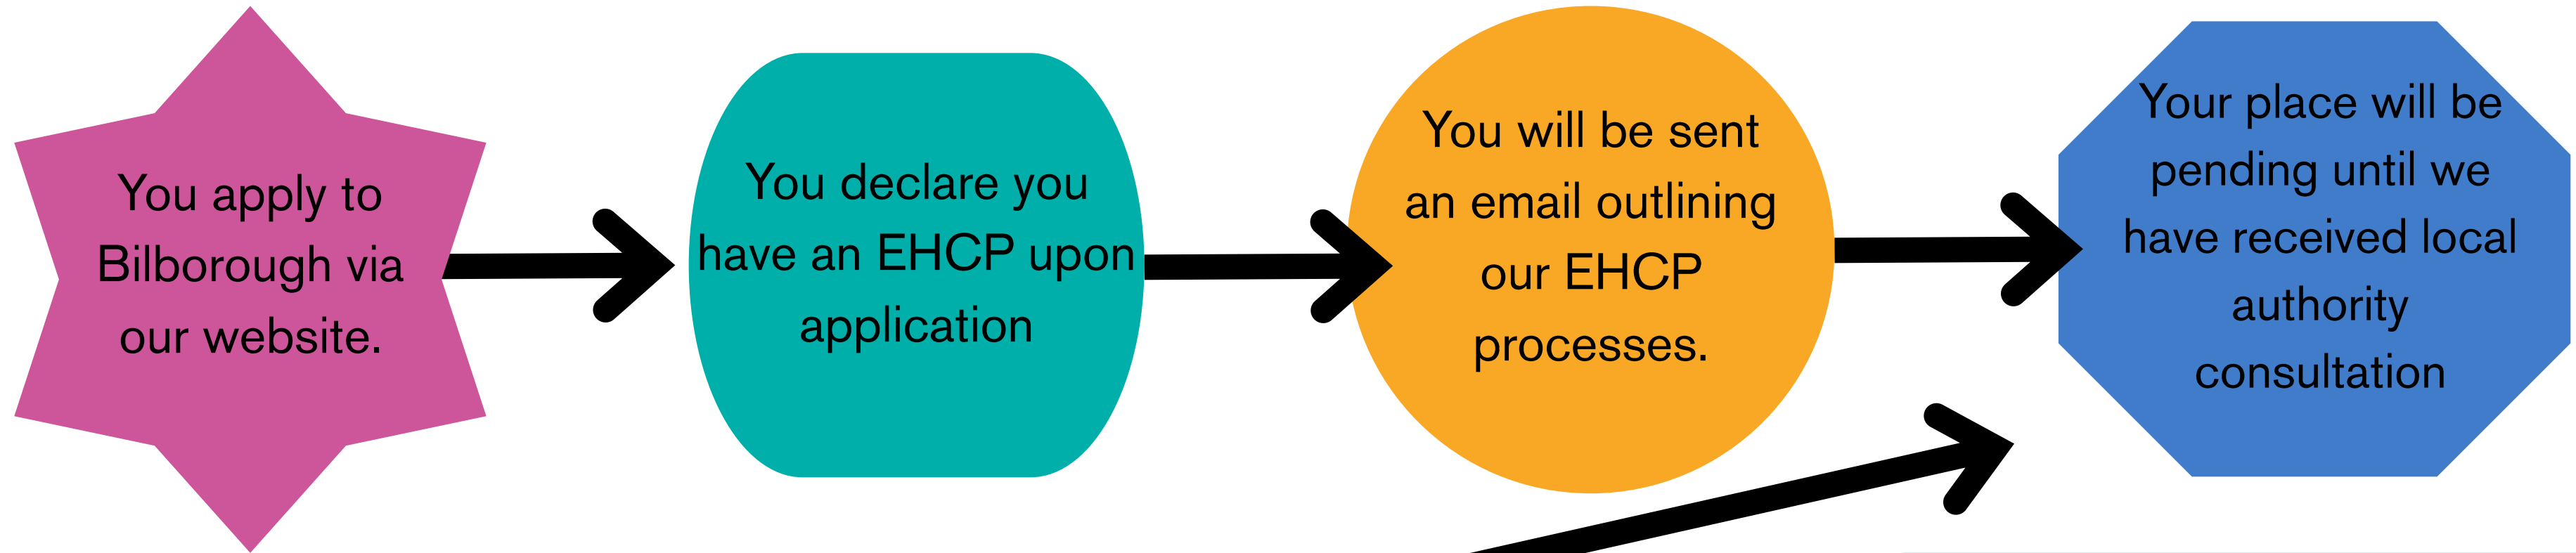 You apply to
Bilborough via
our website.
You declare you
have an EHCP upon
application
You will be sent
an email outlining
our EHCP
processes.
Your place will be
pending until we
have received local
authority
consultation